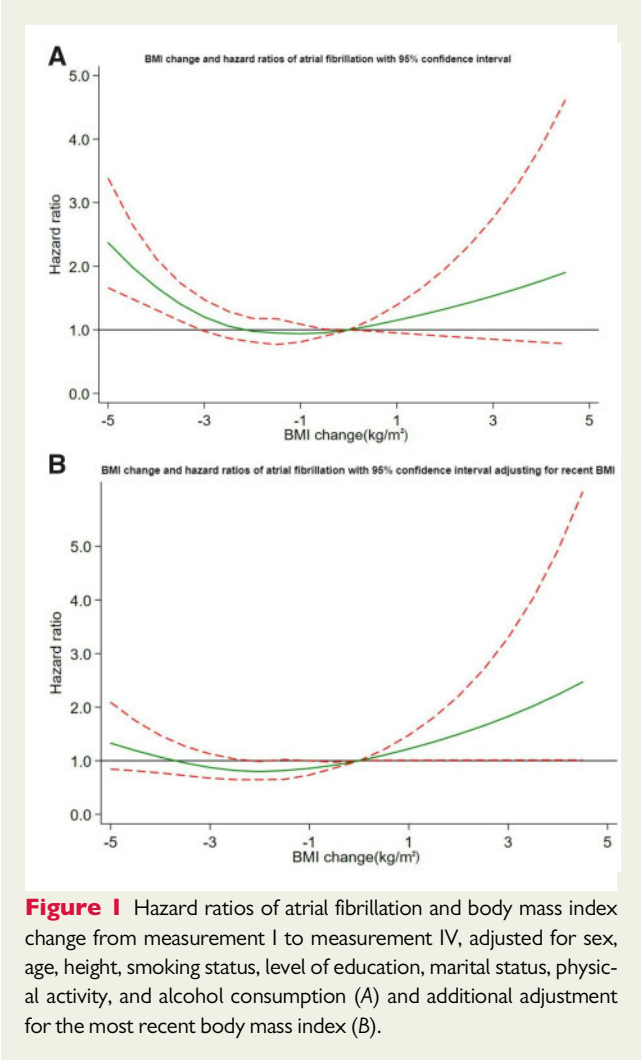 A
BMI change and hazard ratios of atrial fibrillation with 95% confidence interval
5.0
4.0
3.0
2.0
1.0
0.0
Hazard ratio
-5
-3
-1
1
3
5
BMI change(kg/m²)
B
BMI change and hazard ratios of atrial fibrillation with 95% confidence interval adjusting for recent BMI
5.0
4.0
3.0
2.0
1.0
0.0
Hazard ratio
-5
-3
-1
1
3
5
BMI change(kg/m²)
Figure 1 Hazard ratios of atrial fibrillation and body mass index
change from measurement I to measurement IV, adjusted for sex,
age, height, smoking status, level of education, marital status, physic-
al activity, and alcohol consumption (A) and additional adjustment
for the most recent body mass index (B).